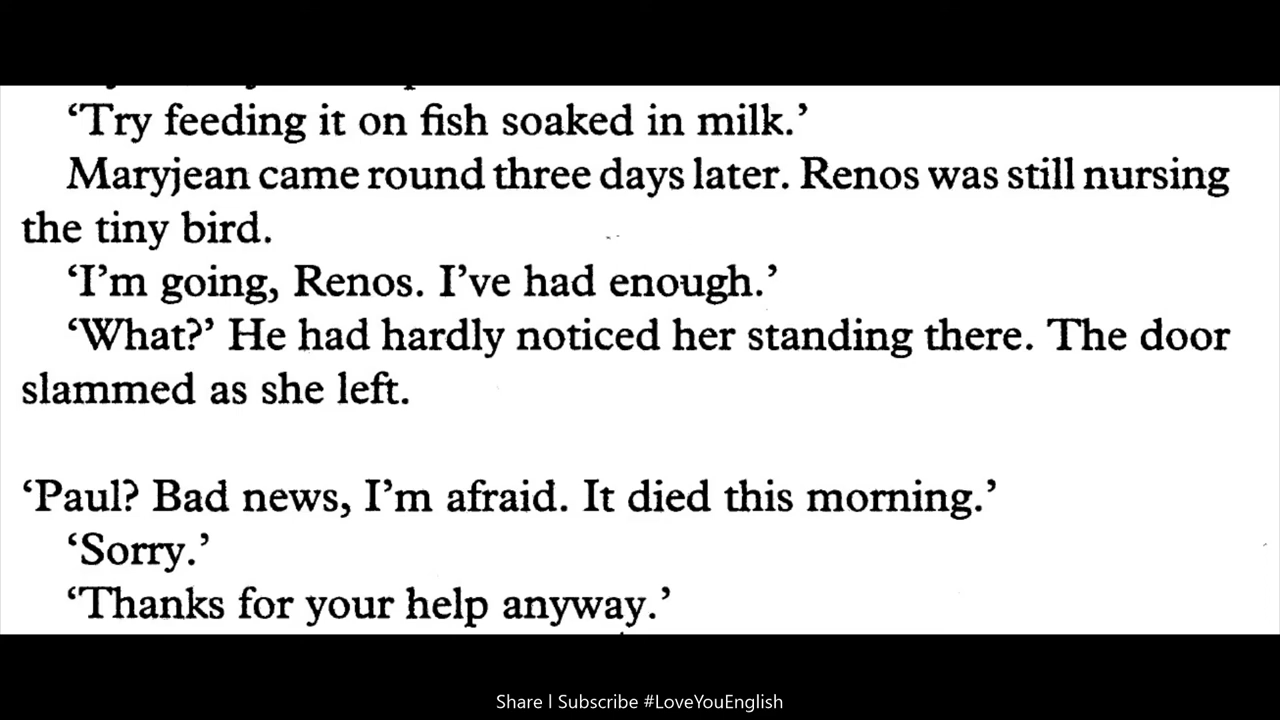 ‘Try feeding it on fish soaked in milk.’
Maryjean came round three days later. Renos was still nursing
the tiny bird.
‘I’m going, Renos. I’ve had enough.’
‘What?’ He had hardly noticed her standing there. The door
slammed as she left.
‘Paul? Bad news, I’m afraid. It died this morning.’
‘Sorry.’
‘Thanks for your help anyway.’
Share | Subscribe #LoveYouEnglish